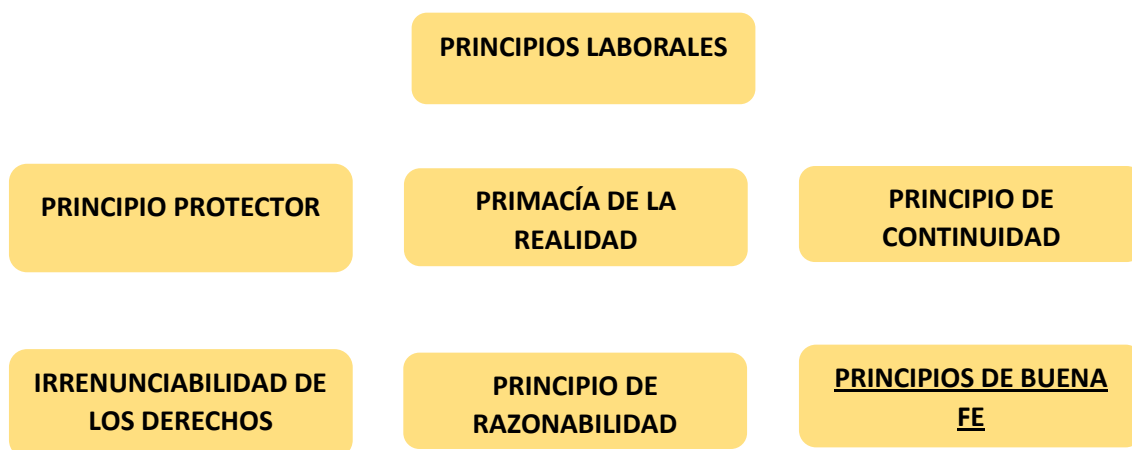 PRINCIPIOS LABORALES
PRINCIPIO PROTECTOR
PRIMACÍA DE LA
REALIDAD
PRINCIPIO DE
CONTINUIDAD
IRRENUNCIABILIDAD DE
LOS DERECHOS
PRINCIPIO DE
RAZONABILIDAD
PRINCIPIOS DE BUENA
FE